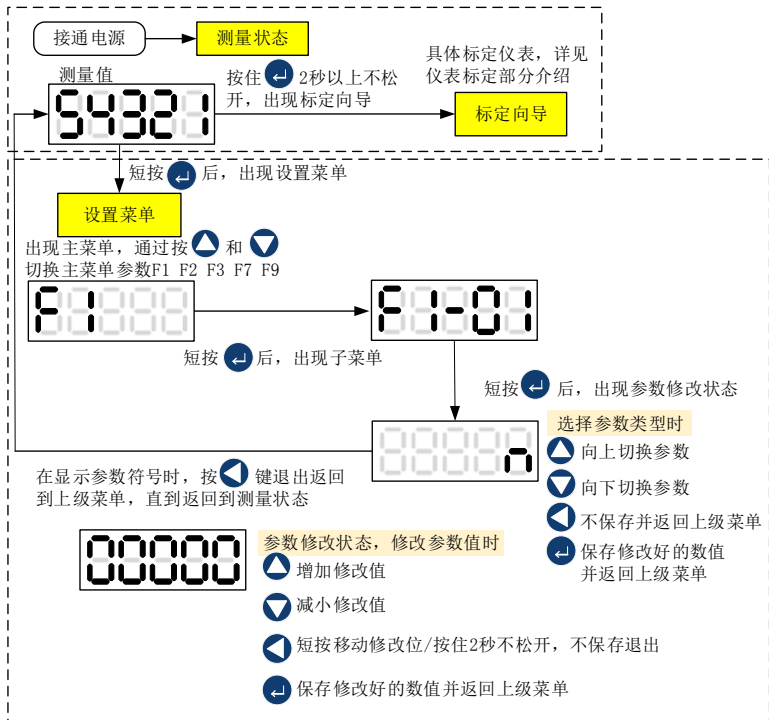 接通电源
测量状态
测量值
54321
按住 2秒以上不松
开，出现标定向导
具体标定仪表，详见
仪表标定部分介绍
标定向导
短按 后，出现设置菜单
设置菜单
出现主菜单，通过按 和
切换主菜单参数F1 F2 F3 F7 F9
F1
F1-01
短按 后，出现子菜单
短按 后，出现参数修改状态
n
选择参数类型时
向上切换参数
向下切换参数
不保存并返回上级菜单
保存修改好的数值
并返回上级菜单
在显示参数符号时，按 键退出返回
到上级菜单，直到返回到测量状态
00000
参数修改状态，修改参数值时
增加修改值
减小修改值
短按移动修改位/按住2秒不松开，不保存退出
保存修改好的数值并返回上级菜单